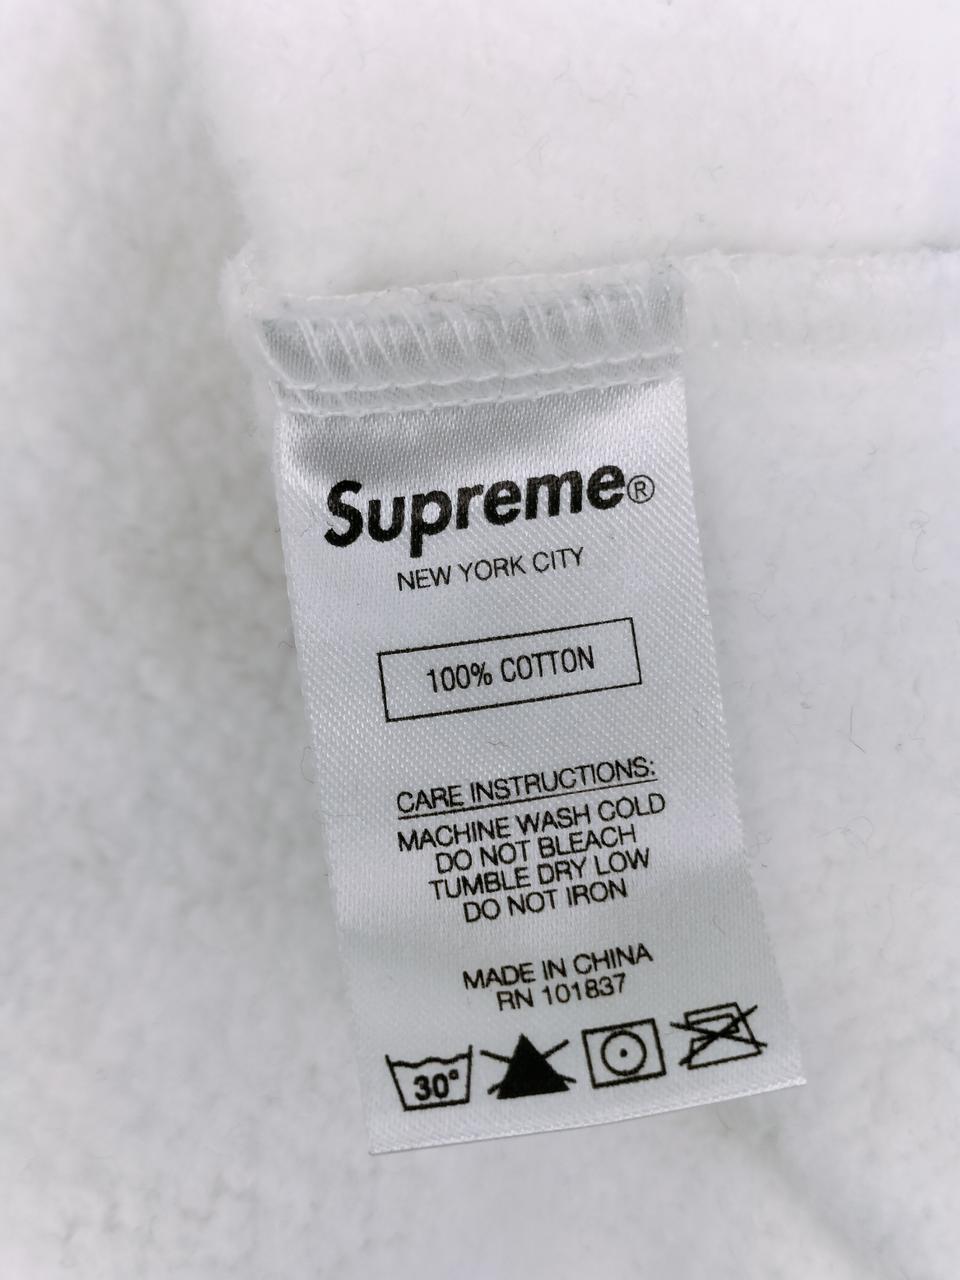 Supreme®
NEW YORK CITY
100% COTTON
CARE INSTRUCTIONS:
MACHINE WASH COLD
DO NOT BLEACH
TUMBLE DRY LOW
DO NOT IRON
MADE IN CHINA
RN 101837
30°